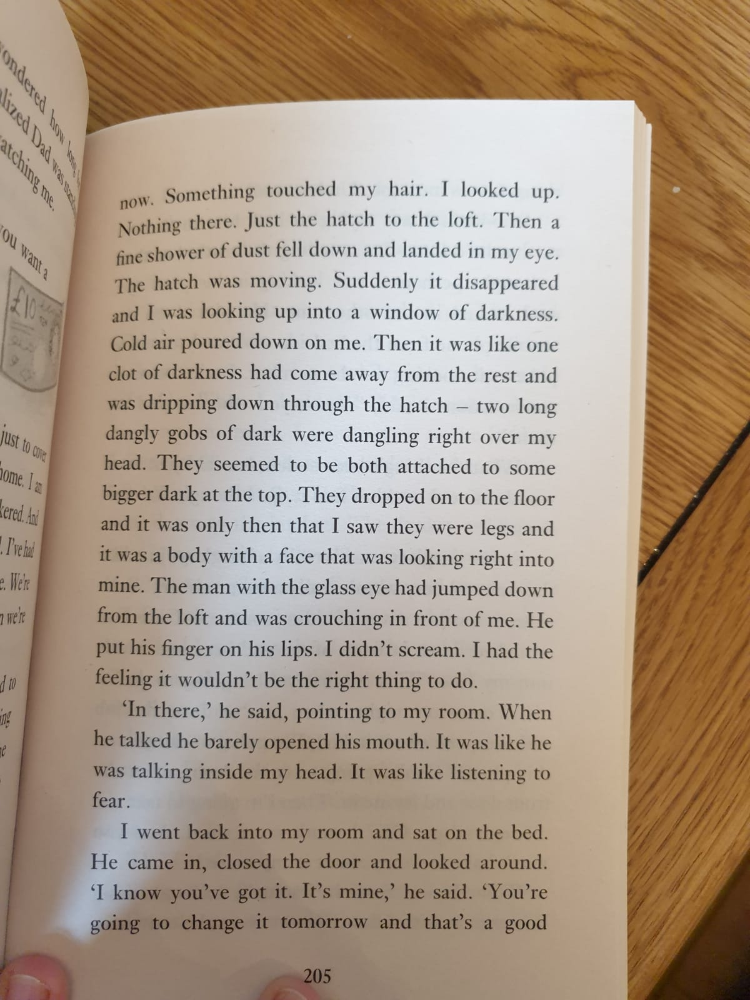 wondered how long
Dad was
watching me.
you want a
£10
just to cover
home. I am
And
I've had
We're
we're
to
now. Something touched my hair. I looked up.
Nothing there. Just the hatch to the loft. Then a
fine shower of dust fell down and landed in my eye.
The hatch was moving. Suddenly it disappeared
and I was looking up into a window of darkness.
Cold air poured down on me. Then it was like one
clot of darkness had come away from the rest and
was dripping down through the hatch – two long
dangly gobs of dark were dangling right over my
head. They seemed to be both attached to some
bigger dark at the top. They dropped on to the floor
and it was only then that I saw they were legs and
it was a body with a face that was looking right into
mine. The man with the glass eye had jumped down
from the loft and was crouching in front of me. He
put his finger on his lips. I didn’t scream. I had the
feeling it wouldn’t be the right thing to do.
‘In there,’ he said, pointing to my room. When
he talked he barely opened his mouth. It was like he
was talking inside my head. It was like listening to
fear.
I went back into my room and sat on the bed.
He came in, closed the door and looked around.
‘I know you’ve got it. It’s mine,’ he said. ‘You’re
going to change it tomorrow and that’s a good
205